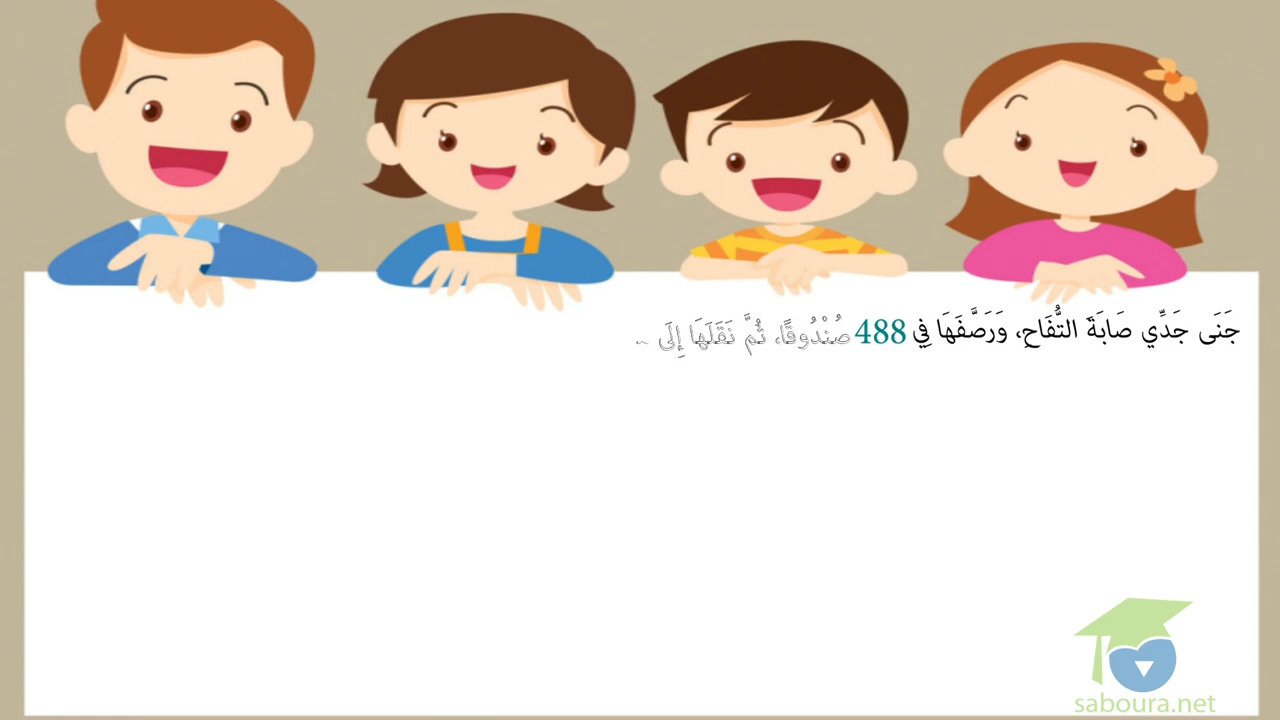 جَنَى جَدِّي صَابَةَ التُّفَاحِ، وَرَصَّفَهَا فِي 488 صُنْدُوقًا، ثُمَّ نَقَلَهَا إِلَى
saboura.net